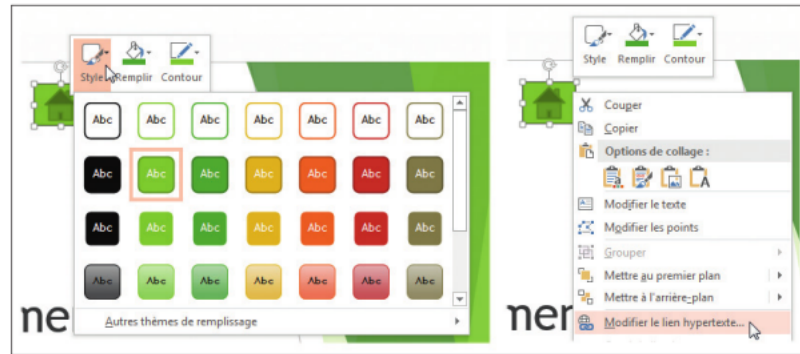 Style Remplir Contour
Abc Abc Abc Abc Abc Abc Abc
Abc Abc Abc Abc Abc Abc Abc
Abc Abc Abc Abc Abc Abc Abc
Abc Abc Abc Abc Abc Abc Abc
Autres thèmes de remplissage
ne
Style Remplir Contour
Couper
Copier
Options de collage :
A
Modifier le texte
Modifier les points
Grouper
Mettre au premier plan
Mettre à l'arrière-plan
Modifier le lien hypertexte...
ner